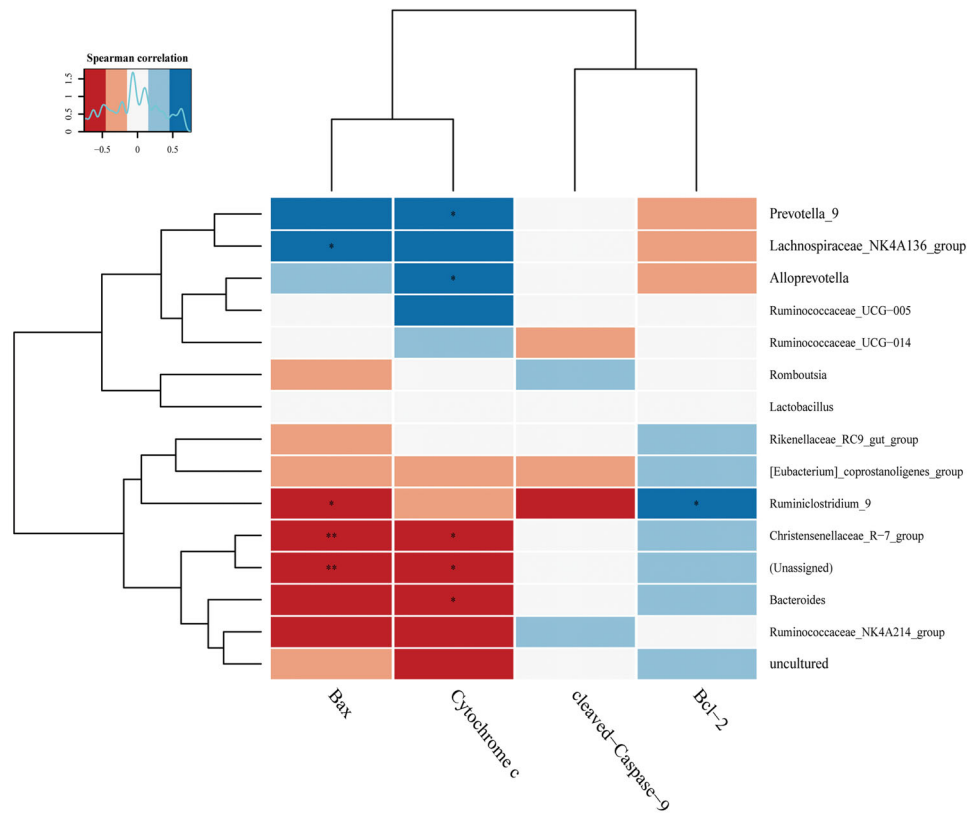 Spearman correlation
0 0.5 1 1.5
−0.5 0 0.5
* Prevotella_9
* Lachnospiraceae_NK4A136_group
* Alloprevotella
Ruminococcaceae_UCG−005
Ruminococcaceae_UCG−014
Romboutsia
Lactobacillus
Rikenellaceae_RC9_gut_group
[Eubacterium]_coprostanoligenes_group
* * Ruminiclostridium_9
** * Christensenellaceae_R−7_group
** * (Unassigned)
* Bacteroides
Ruminococcaceae_NK4A214_group
uncultured
Bax
Cytochrome c
cleaved−Caspase−9
Bcl−2